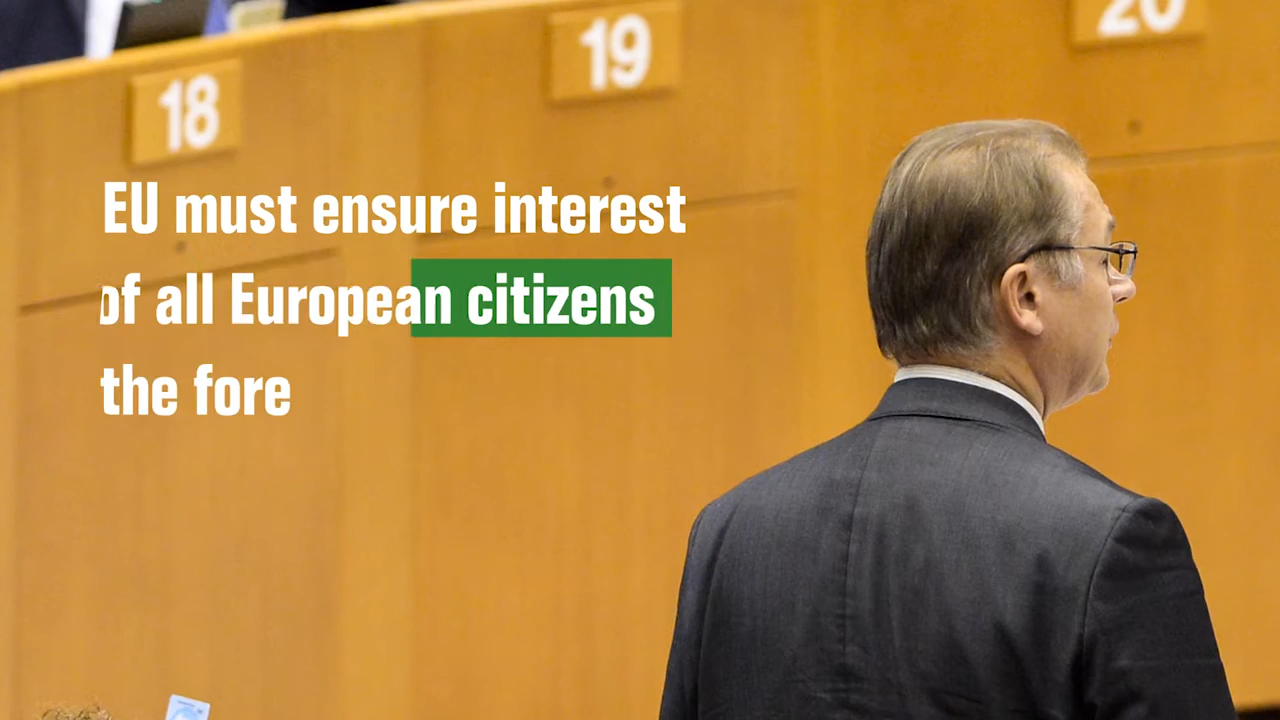 18
19
20
EU must ensure interest
of all European citizens
the fore